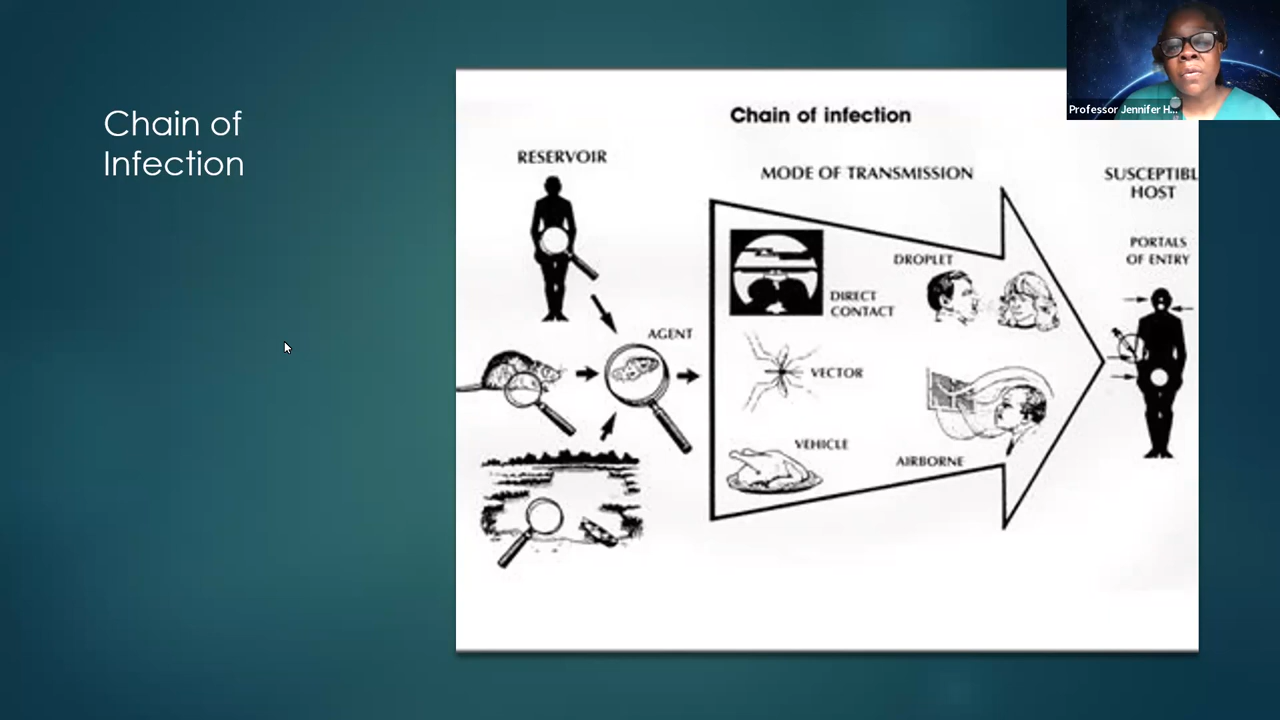 Chain of
Infection
Chain of infection
RESERVOIR
MODE OF TRANSMISSION
SUSCEPTIBL
HOST
PORTALS
OF ENTRY
DROPLET
DIRECT
CONTACT
AGENT
VECTOR
VEHICLE
AIRBORNE
Professor Jennifer H...